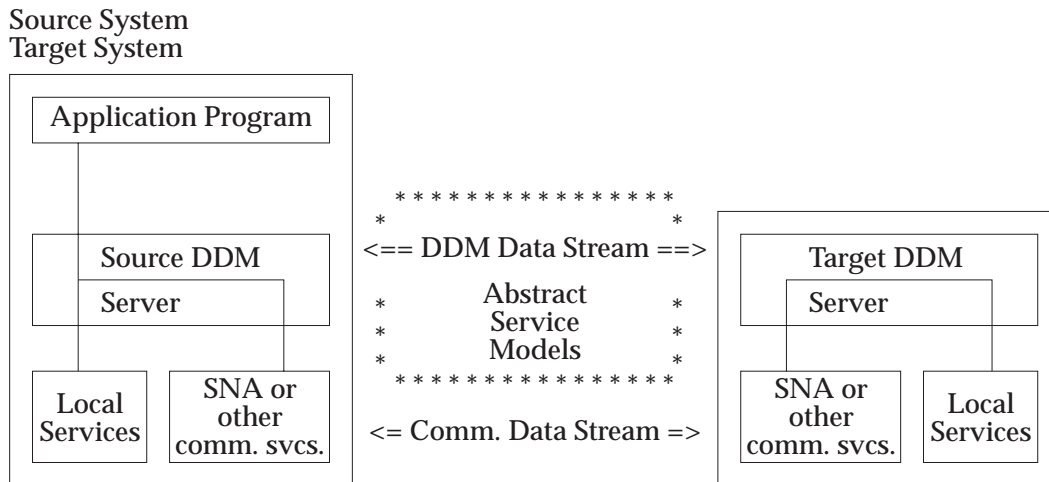 Source System
Target System
Application Program
* * * * * * * * * * * * * * * *
* *
Source DDM
<== DDM Data Stream ==>
Target DDM
Server
* Abstract *
Server
* Service *
* Models *
* * * * * * * * * * * * * * * *
Local
Services
SNA or
other
comm. svcs.
<= Comm. Data Stream =>
SNA or
other
comm. svcs.
Local
Services